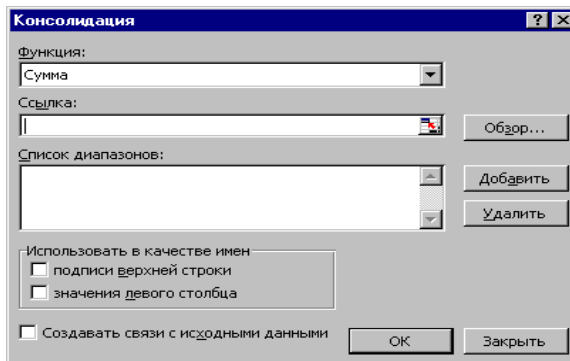 Консолидация
Функция:
Сумма
Ссылка:
Обзор...
Список диапазонов:
Добавить
Удалить
Использовать в качестве имен
подписи верхней строки
значения левого столбца
Создавать связи с исходными данными
ОК
Закрыть